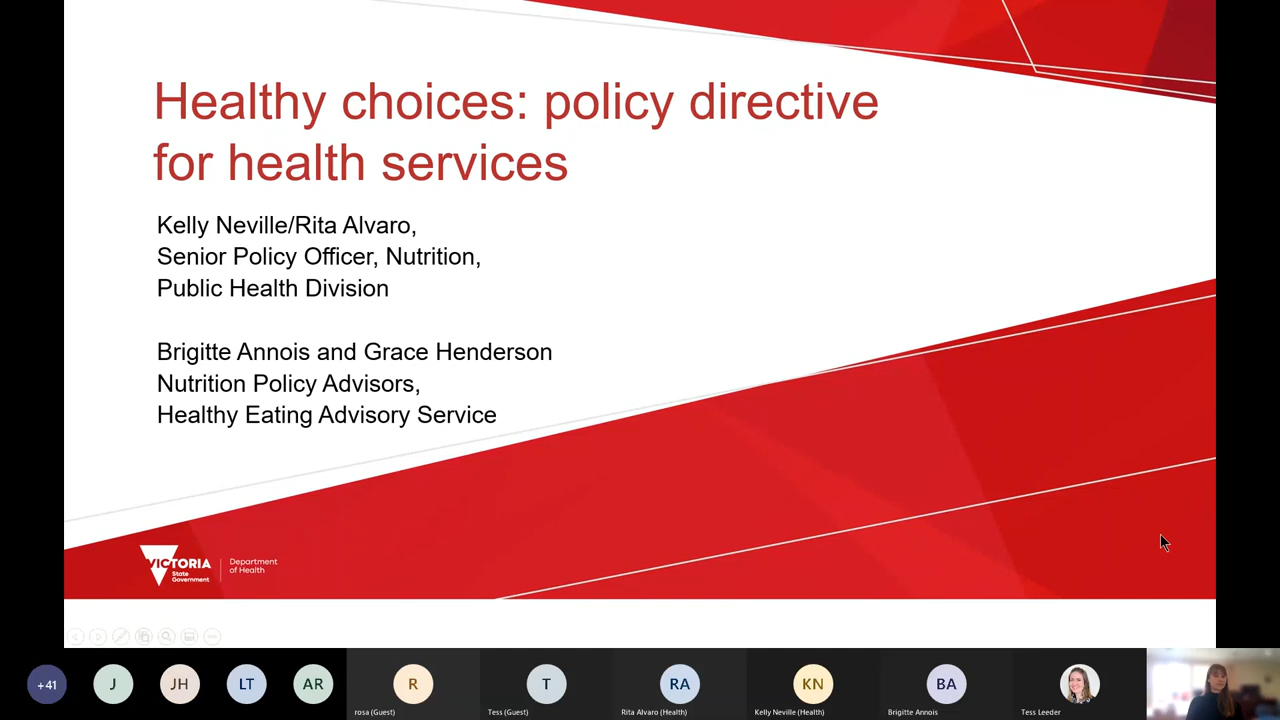 Healthy choices: policy directive
for health services
Kelly Neville/Rita Alvaro,
Senior Policy Officer, Nutrition,
Public Health Division
Brigitte Annois and Grace Henderson
Nutrition Policy Advisors,
Healthy Eating Advisory Service
VICTORIA
State
Government
Department
of Health
+41
J
JH
LT
AR
R
T
RA
KN
BA
rosa (Guest)
Tess (Guest)
Rita Alvaro (Health)
Kelly Neville (Health)
Brigitte Annois
Tess Leeder